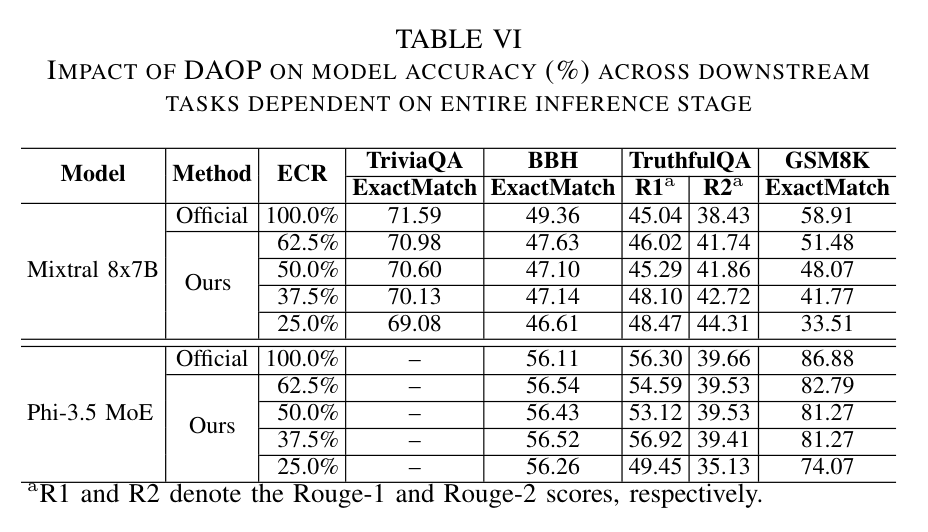 TABLE VI
IMPACT OF DAOP ON MODEL ACCURACY (%) ACROSS DOWNSTREAM
TASKS DEPENDENT ON ENTIRE INFERENCE STAGE
Model Method ECR TriviaQA BBH TruthfulQA GSM8K
ExactMatch ExactMatch R1a R2a ExactMatch
Mixtral 8x7B Official 100.0% 71.59 49.36 45.04 38.43 58.91
Ours 62.5% 70.98 47.63 46.02 41.74 51.48
50.0% 70.60 47.10 45.29 41.86 48.07
37.5% 70.13 47.14 48.10 42.72 41.77
25.0% 69.08 46.61 48.47 44.31 33.51
Phi-3.5 MoE Official 100.0% – 56.11 56.30 39.66 86.88
Ours 62.5% – 56.54 54.59 39.53 82.79
50.0% – 56.43 53.12 39.53 81.27
37.5% – 56.52 56.92 39.41 81.27
25.0% – 56.26 49.45 35.13 74.07
aR1 and R2 denote the Rouge-1 and Rouge-2 scores, respectively.